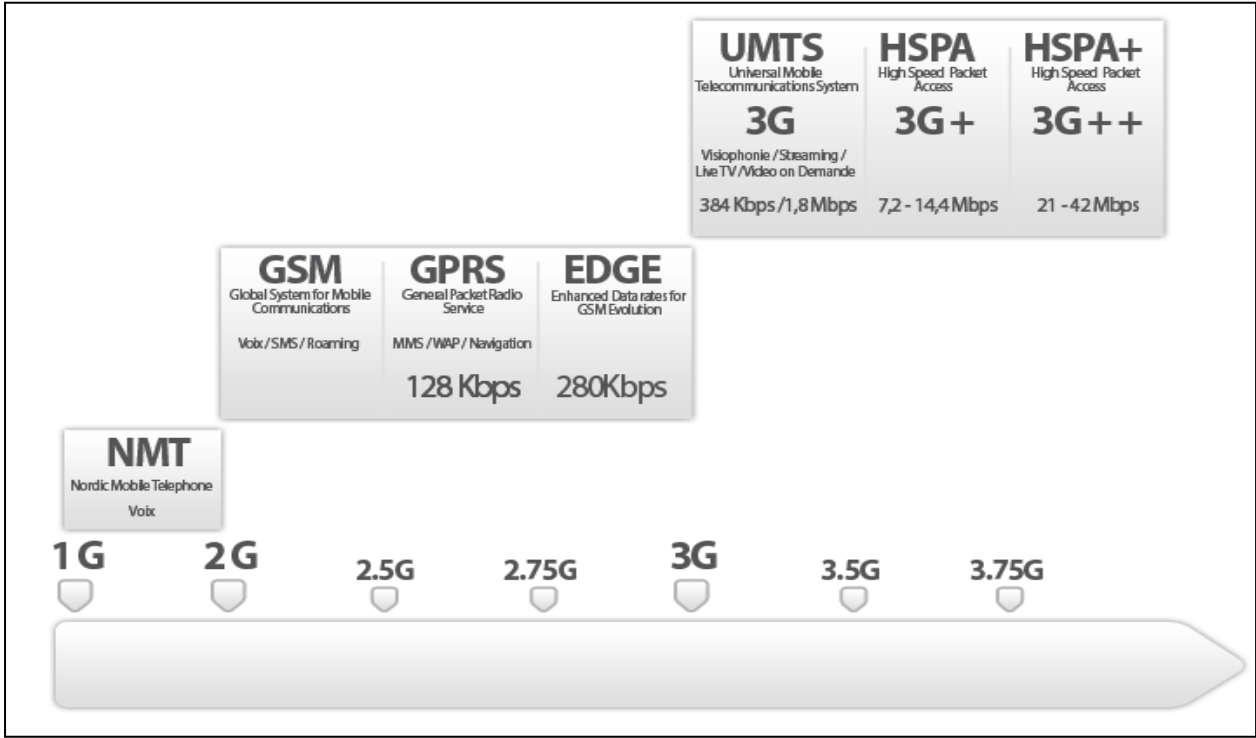 UMTS
Universal Mobile
Telecommunications System
3G
Visiophonie / Streaming /
Live TV / Video on Demande
384 Kbps /1,8 Mbps
HSPA
High Speed Packet
Access
3G+
7,2 - 14,4 Mbps
HSPA+
High Speed Packet
Access
3G++
21 - 42 Mbps
GSM
Global System for Mobile
Communications
Voix / SMS / Roaming
GPRS
General Packet Radio
Service
MMS / WAP / Navigation
128 Kbps
EDGE
Enhanced Data rates for
GSM Evolution
280Kbps
NMT
Nordic Mobile Telephone
Voix
1 G
2 G
2.5G
2.75G
3G
3.5G
3.75G